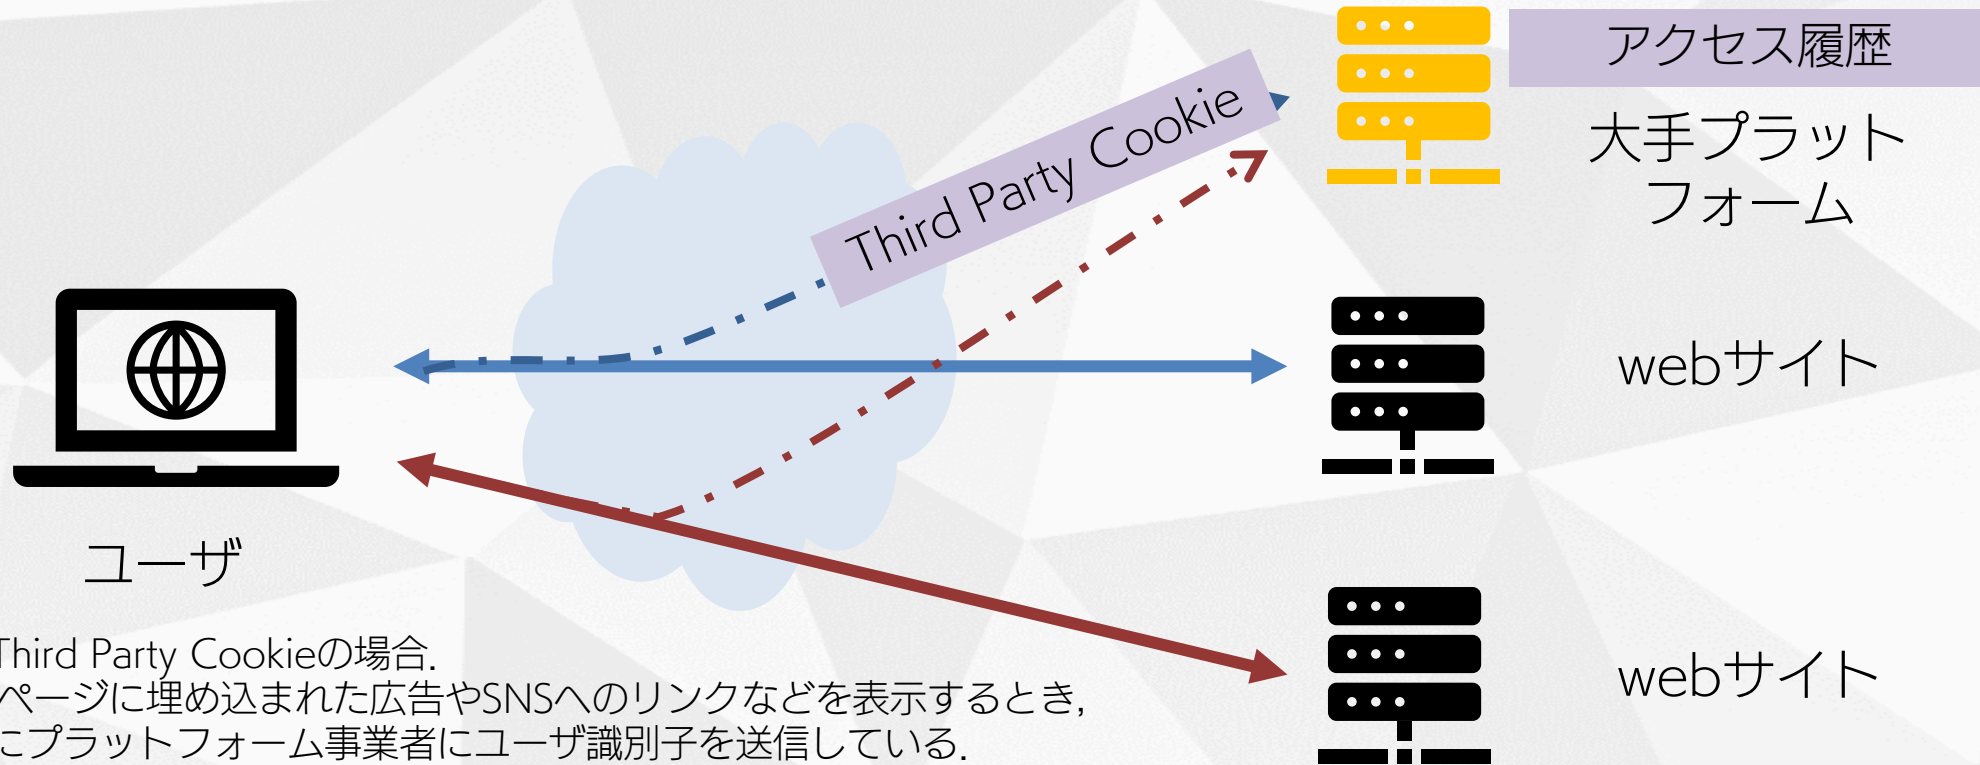 アクセス履歴
Third Party Cookie
大手プラット
フォーム
webサイト
ユーザ
webサイト
Third Party Cookieの場合.
ページに埋め込まれた広告やSNSへのリンクなどを表示するとき,
にプラットフォーム事業者にユーザ識別子を送信している.